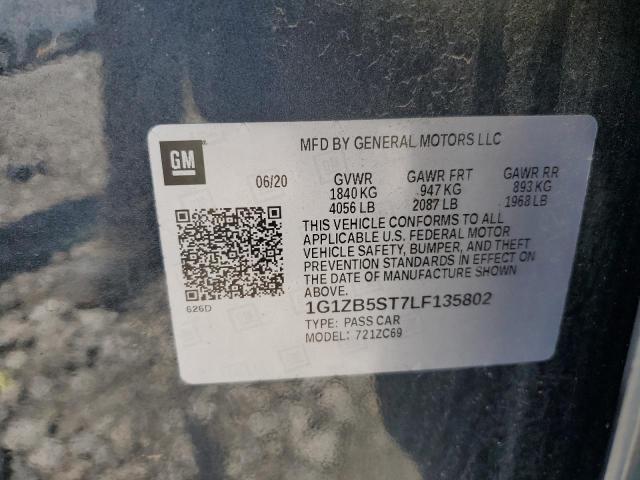 GM
MFD BY GENERAL MOTORS LLC
06/20 GVWR GAWR FRT GAWR RR
1840 KG 947 KG 893 KG
4056 LB 2087 LB 1968 LB
THIS VEHICLE CONFORMS TO ALL
APPLICABLE U.S. FEDERAL MOTOR
VEHICLE SAFETY, BUMPER, AND THEFT
PREVENTION STANDARDS IN EFFECT ON
THE DATE OF MANUFACTURE SHOWN
ABOVE.
626D
1G1ZB5ST7LF135802
TYPE: PASS CAR
MODEL: 721ZC69